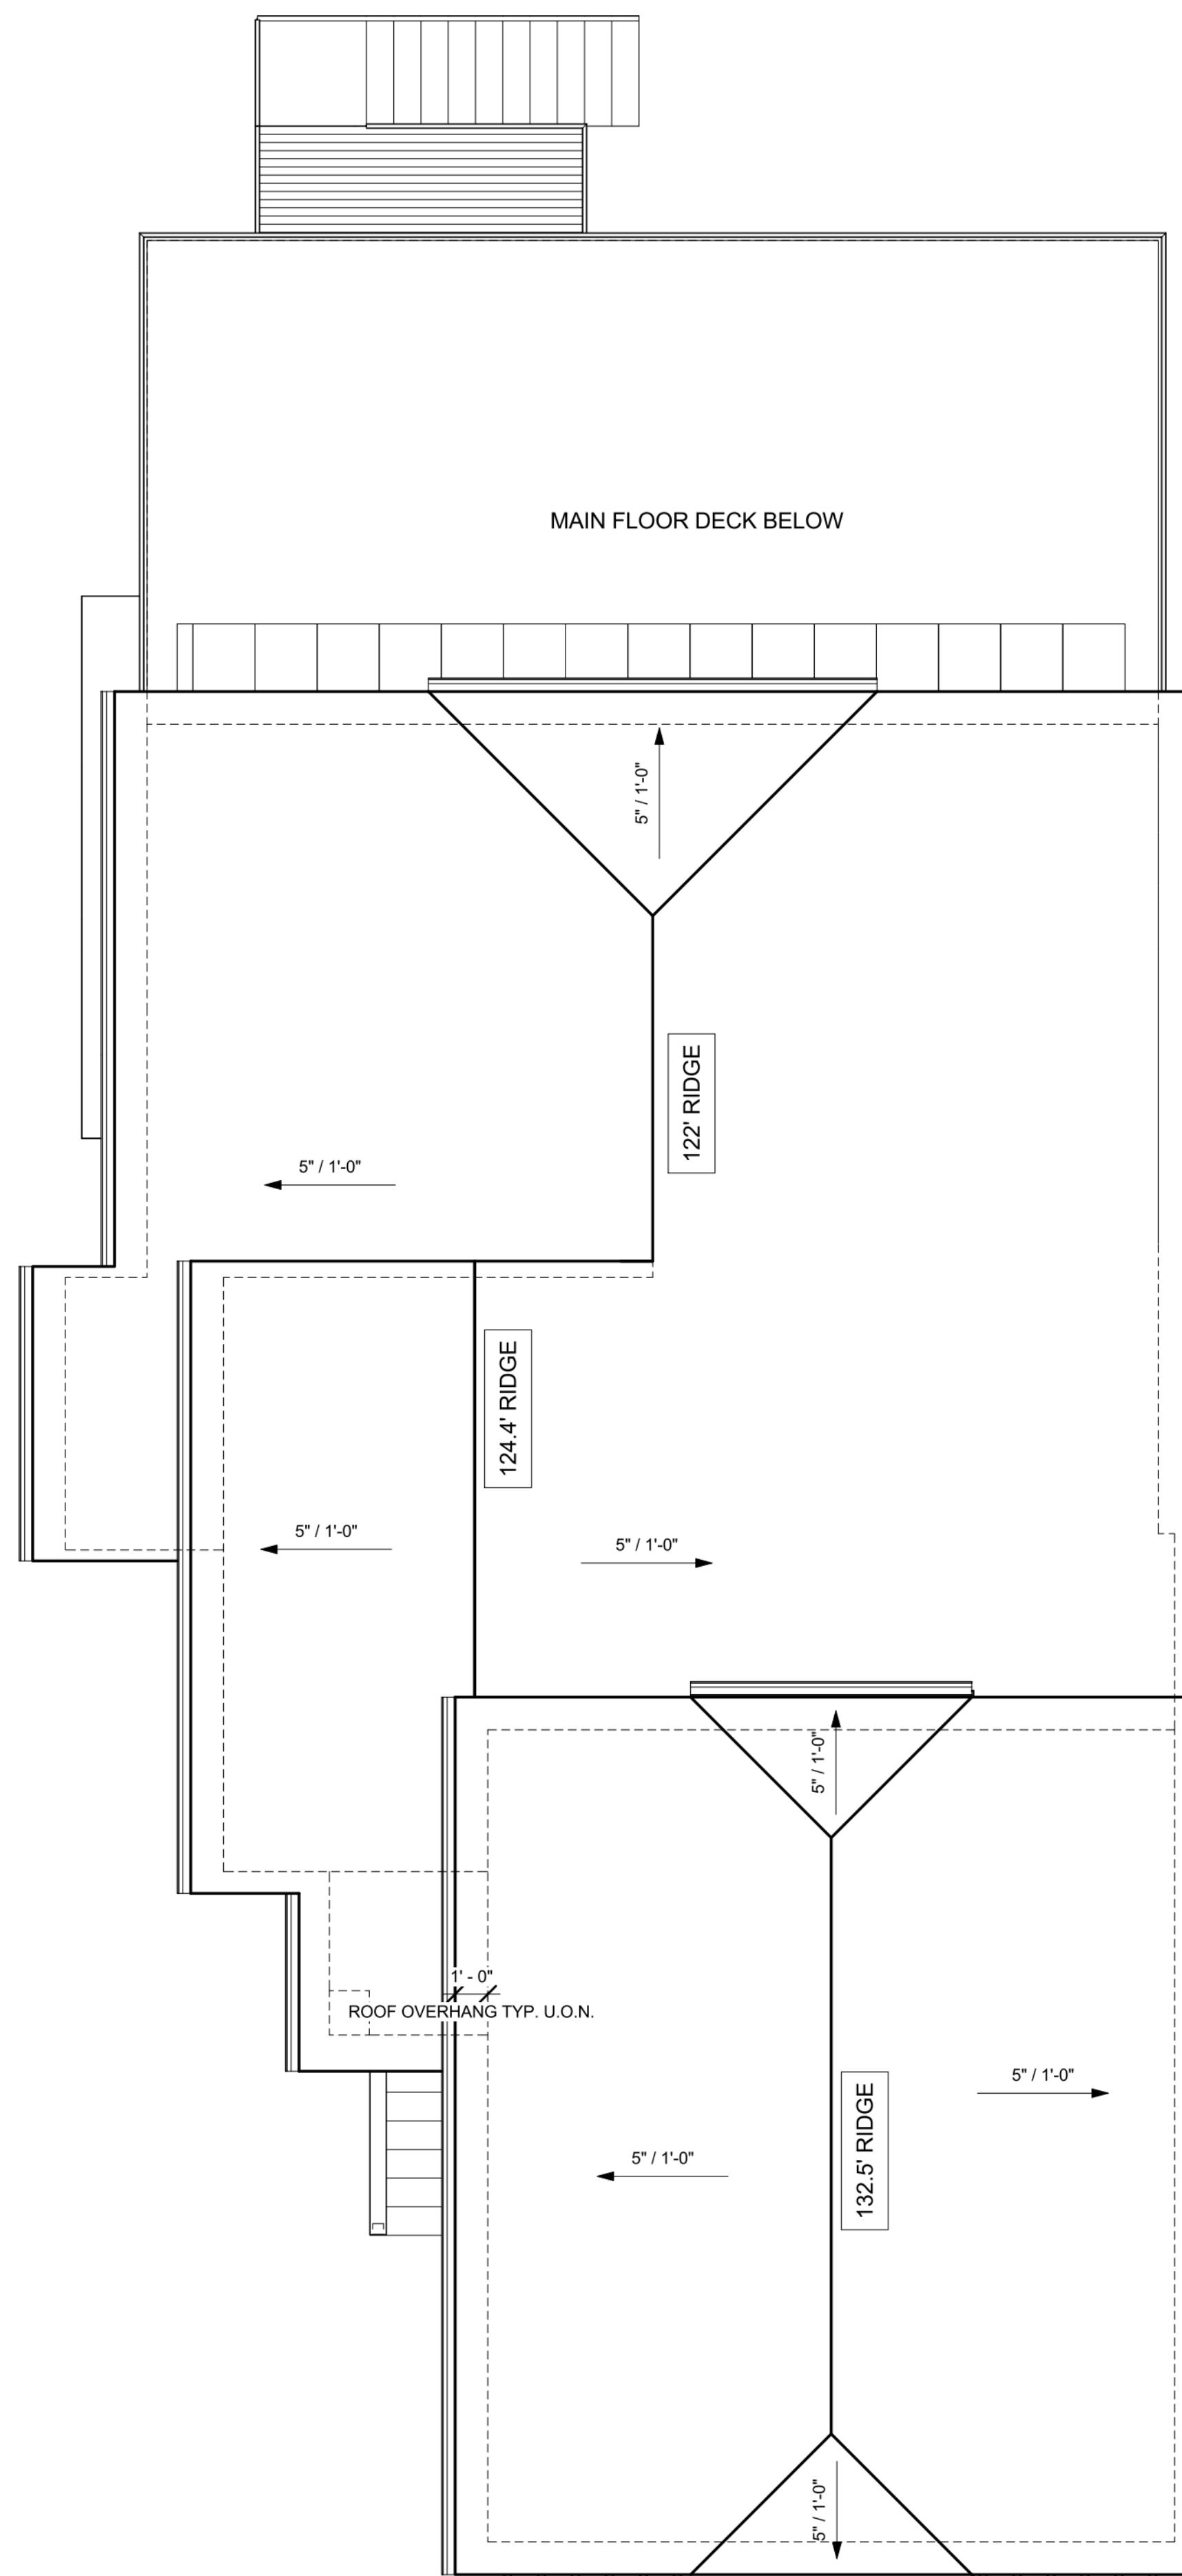 MAIN FLOOR DECK BELOW
5" / 1'-0"
122' RIDGE
5" / 1'-0"
124.4' RIDGE
5" / 1'-0"
5" / 1'-0"
5" / 1'-0"
1' - 0"
ROOF OVERHANG TYP. U.O.N.
5" / 1'-0"
132.5' RIDGE
5" / 1'-0"
5" / 1'-0"